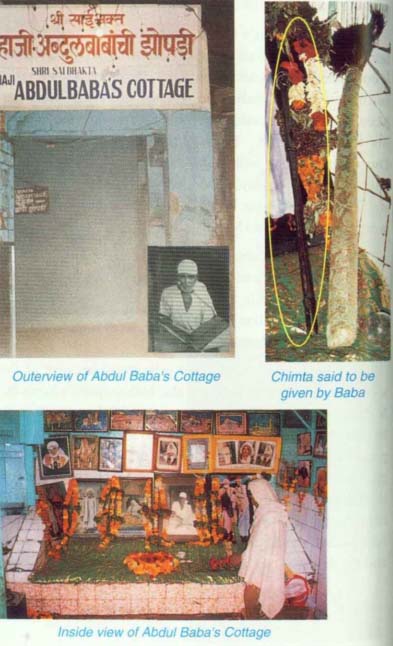 श्री साई भक्त
हाजी अब्दुलबाबांची झोपड़ी
SHRI SAI BHAKTA
HAJI ABDULBABA'S COTTAGE
Outerview of Abdul Baba's Cottage
Chimta said to be
given by Baba
Inside view of Abdul Baba's Cottage